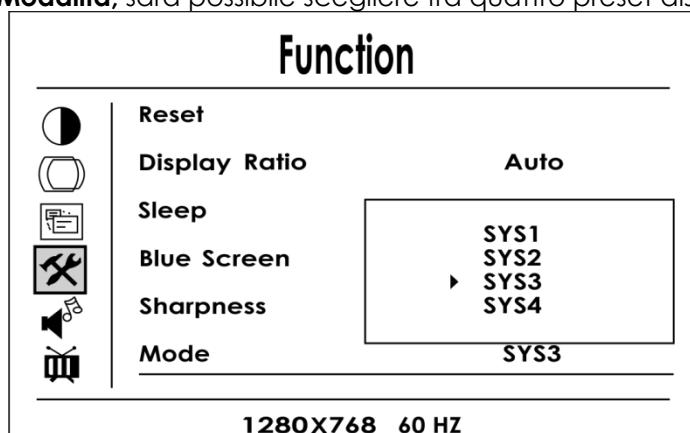 Modalità, sarà possibile scegliere fra quattro preset
Function
Reset
Display Ratio Auto
Sleep
Blue Screen
Sharpness
Mode SYS3
SYS1
SYS2
SYS3
SYS4
1280X768 60 HZ